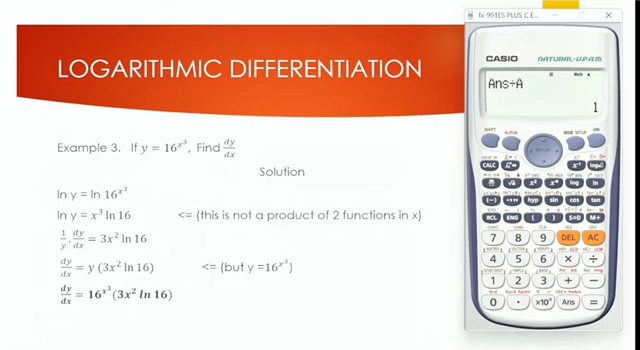 LOGARITHMIC DIFFERENTIATION
Example 3. If y = 16^{x^3}, Find dy/dx
Solution
ln y = ln 16^{x^3}
ln y = x^3 ln 16 <= (this is not a product of 2 functions in x)
1/y . dy/dx = 3x^2 ln 16
dy/dx = y (3x^2 ln 16) <= (but y =16^{x^3})
dy/dx = 16^{x^3}(3x^2 ln 16)
fx-991ES PLUS C E...
CASIO NATURAL-V.P.A.M.
Math ▲
Ans÷A
1
SHIFT ALPHA REPLAY MODE SETUP ON
CALC
log ln
(−) hyp sin cos tan
RCL ENG ( ) S⇔D M+
7 8 9 DEL AC
4 5 6 × ÷
1 2 3 + −
0 . ×10^x Ans =